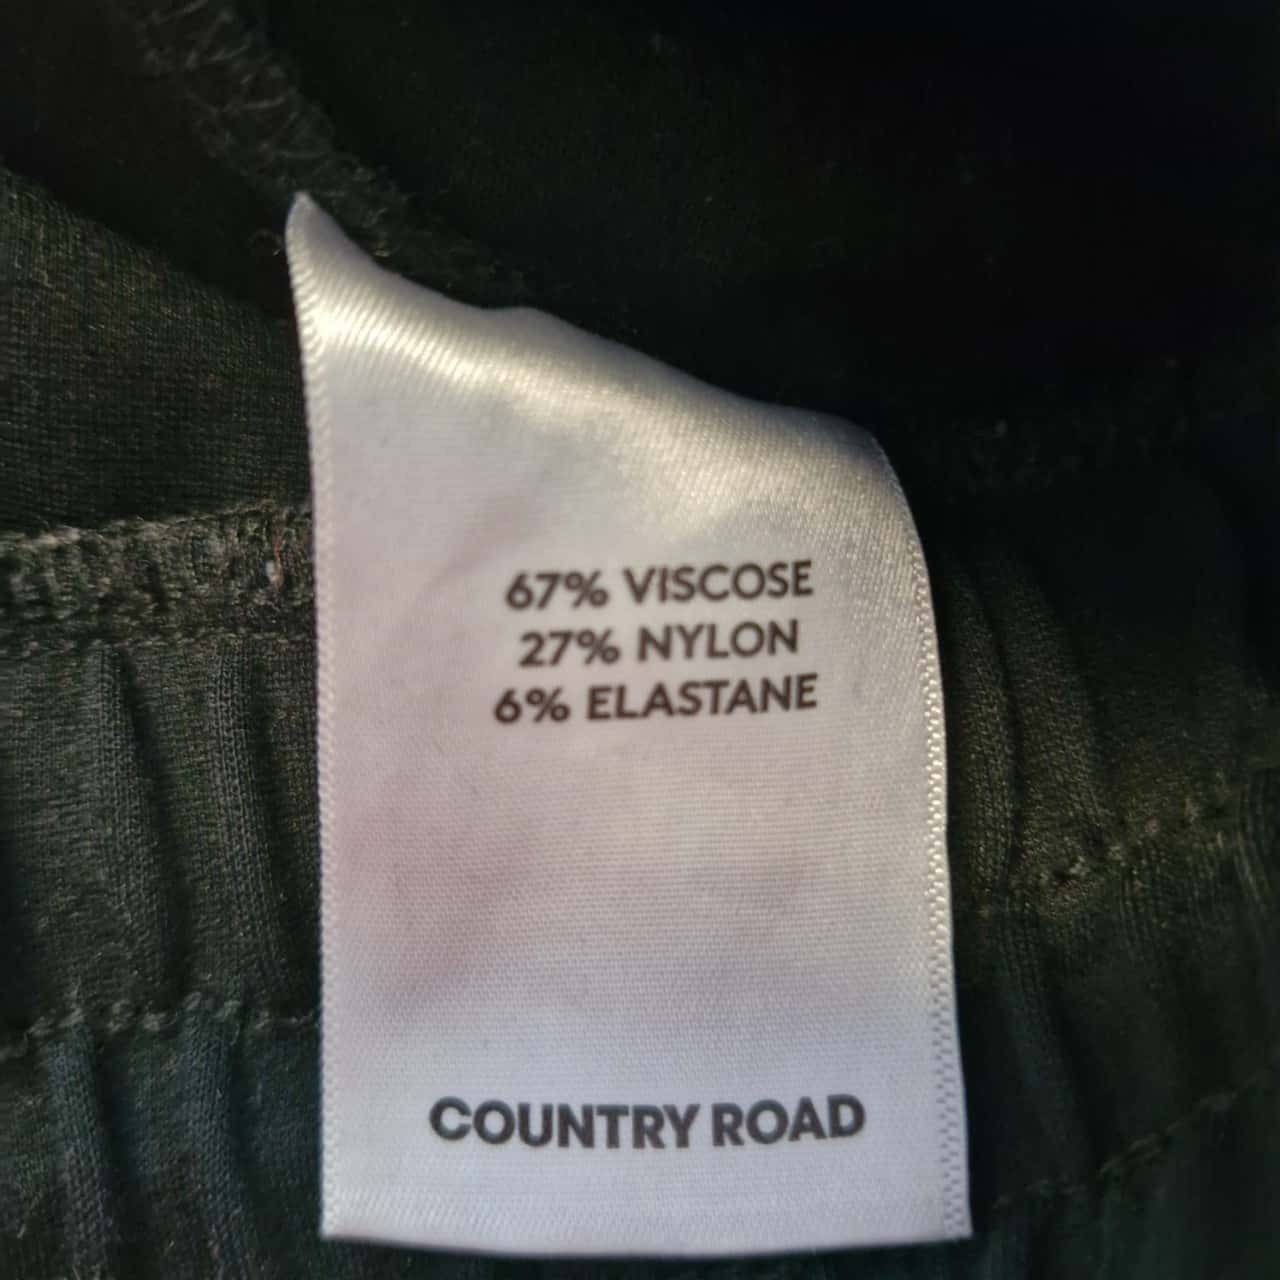 67% VISCOSE
27% NYLON
6% ELASTANE
COUNTRY ROAD